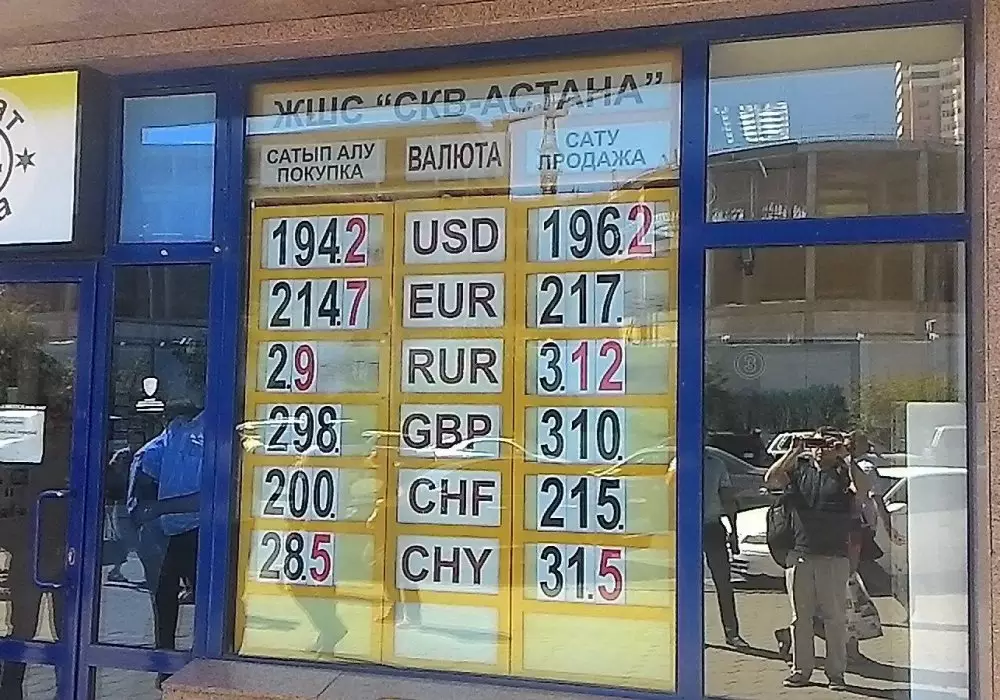 ЖШС “СКВ-АСТАНА”
САТЫП АЛУ
ПОКУПКА
ВАЛЮТА
САТУ
ПРОДАЖА
194.2 USD 196.2
214.7 EUR 217.
2.9 RUR 3.12
298. GBP 310.
200. CHF 215.
28.5 CHY 31.5
3